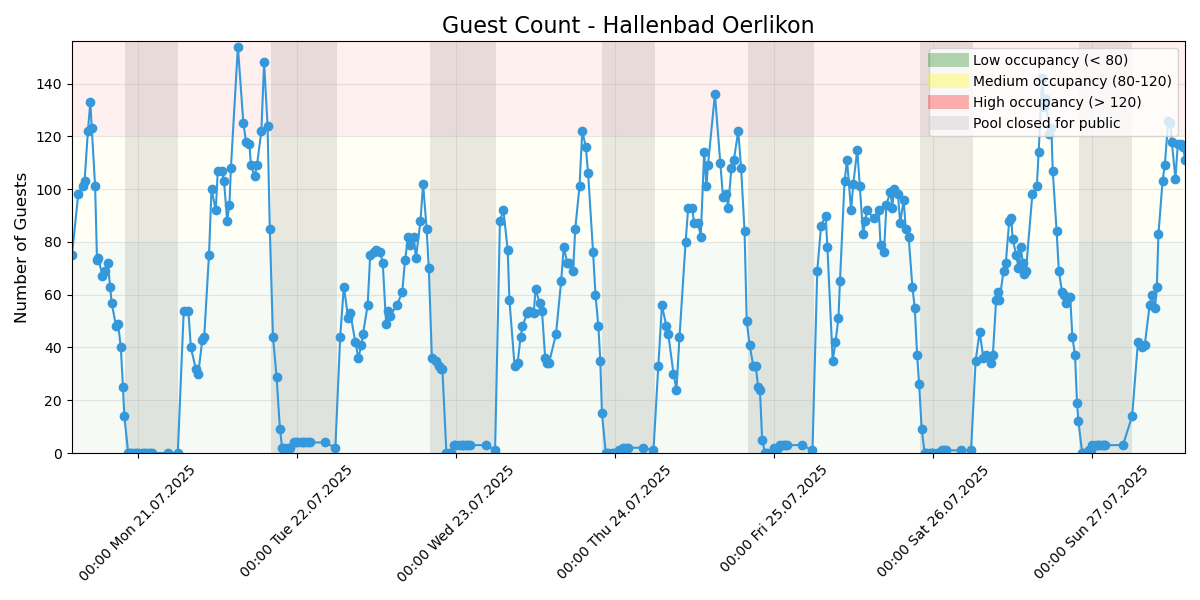 Guest Count - Hallenbad Oerlikon
Low occupancy (< 80)
Medium occupancy (80-120)
High occupancy (> 120)
Pool closed for public
Number of Guests
140
120
100
80
60
40
20
0
00:00 Mon 21.07.2025
00:00 Tue 22.07.2025
00:00 Wed 23.07.2025
00:00 Thu 24.07.2025
00:00 Fri 25.07.2025
00:00 Sat 26.07.2025
00:00 Sun 27.07.2025